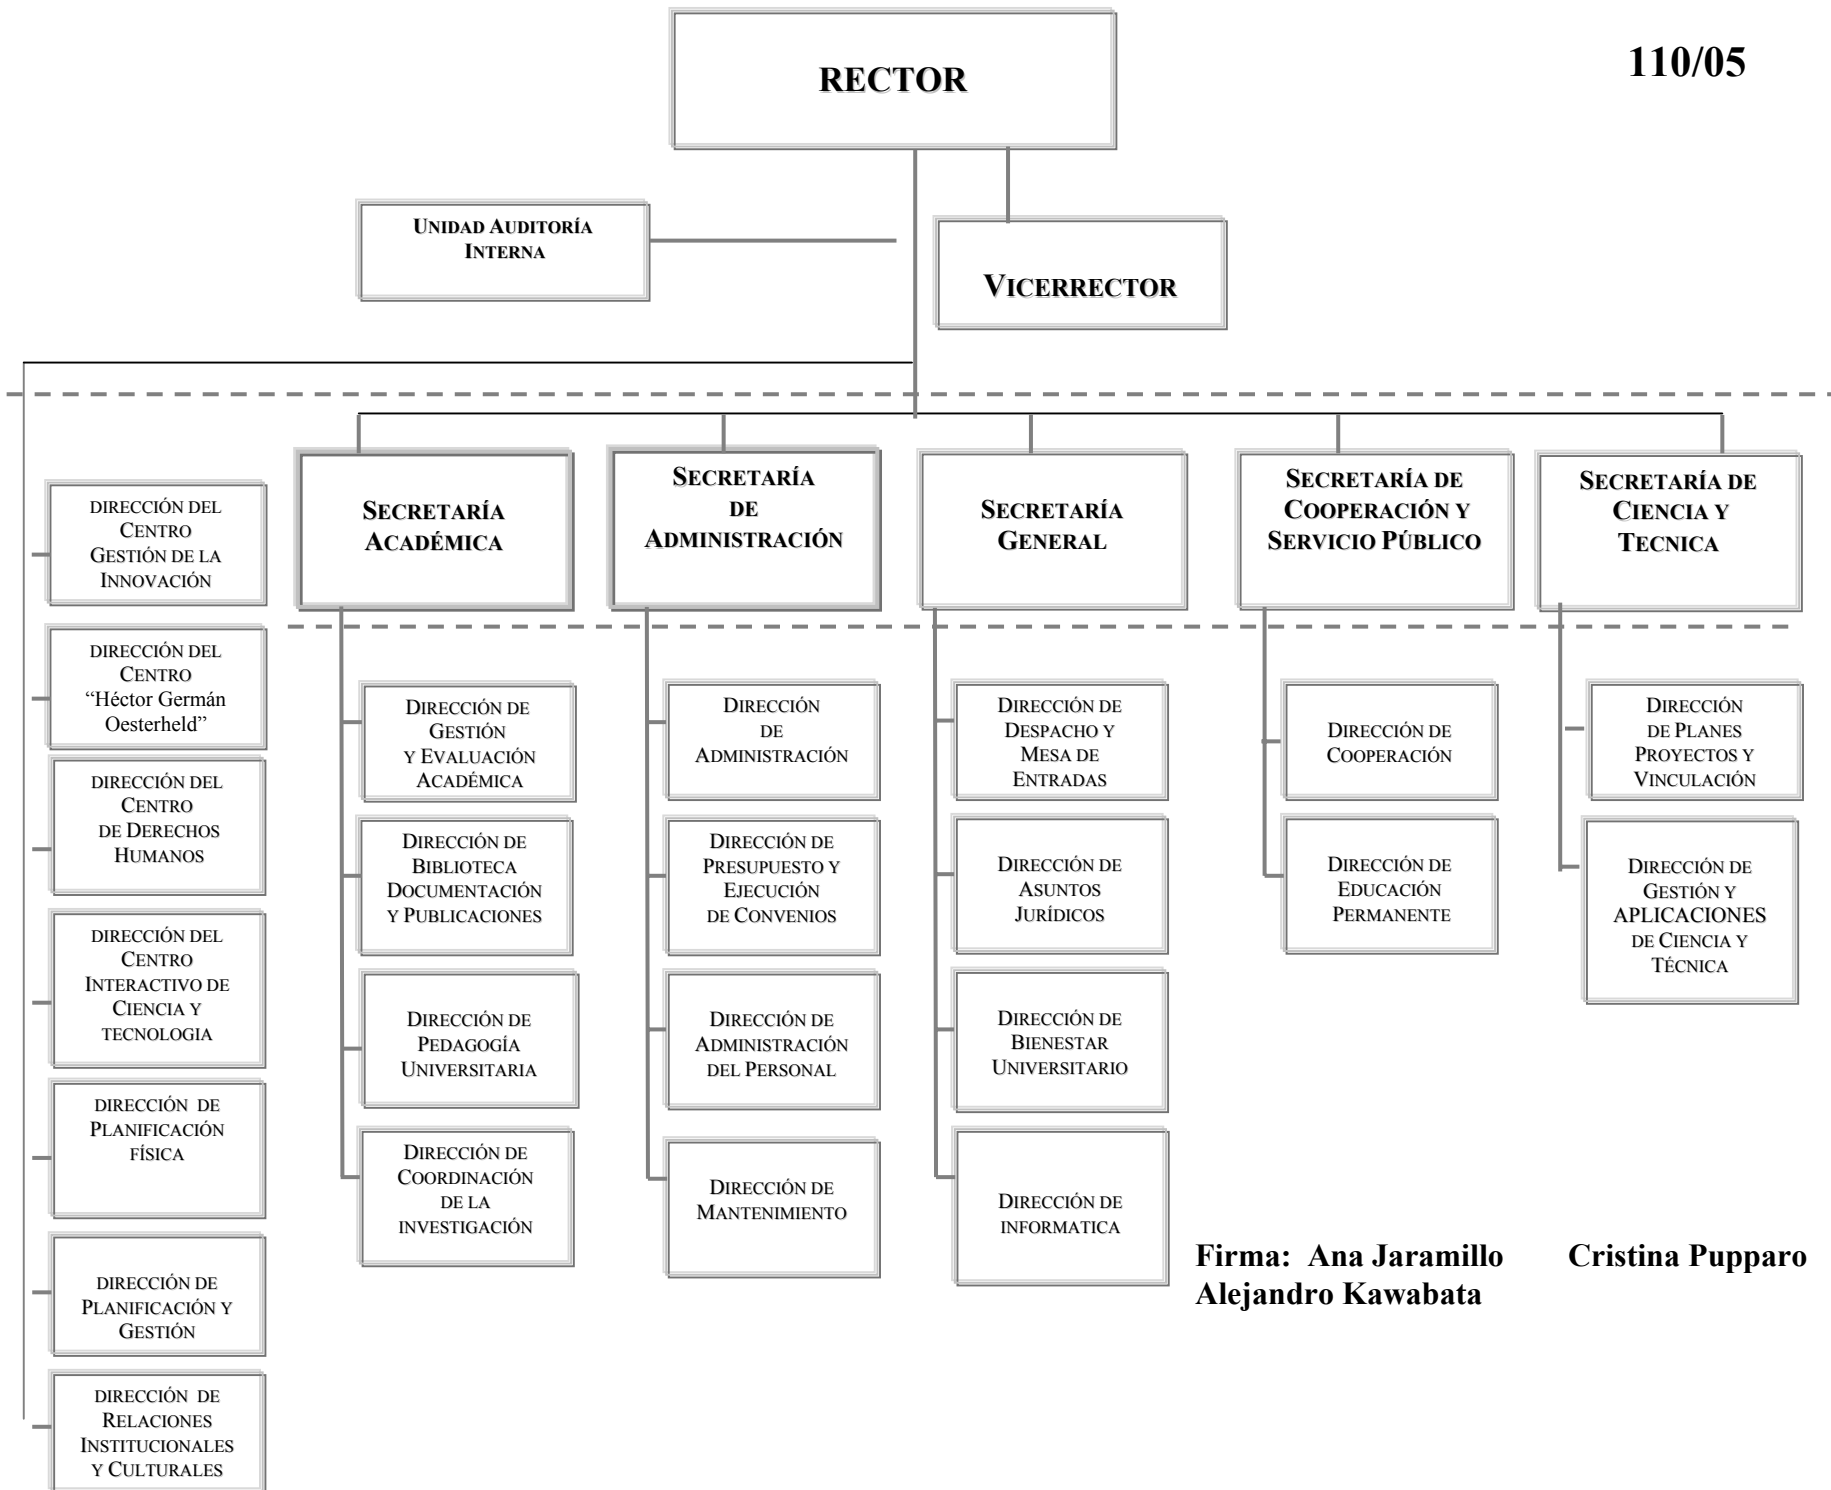 110/05
RECTOR
UNIDAD AUDITORÍA
INTERNA
VICERRECTOR
SECRETARÍA
ACADÉMICA
SECRETARÍA
DE
ADMINISTRACIÓN
SECRETARÍA
GENERAL
SECRETARÍA DE
COOPERACIÓN Y
SERVICIO PÚBLICO
SECRETARÍA DE
CIENCIA Y
TECNICA
DIRECCIÓN DEL
CENTRO
GESTIÓN DE LA
INNOVACIÓN
DIRECCIÓN DEL
CENTRO
“Héctor Germán
Oesterheld”
DIRECCIÓN DEL
CENTRO
DE DERECHOS
HUMANOS
DIRECCIÓN DEL
CENTRO
INTERACTIVO DE
CIENCIA Y
TECNOLOGIA
DIRECCIÓN DE
PLANIFICACIÓN
FÍSICA
DIRECCIÓN DE
PLANIFICACIÓN Y
GESTIÓN
DIRECCIÓN DE
RELACIONES
INSTITUCIONALES
Y CULTURALES
DIRECCIÓN DE
GESTIÓN
Y EVALUACIÓN
ACADÉMICA
DIRECCIÓN DE
BIBLIOTECA
DOCUMENTACIÓN
Y PUBLICACIONES
DIRECCIÓN DE
PEDAGOGÍA
UNIVERSITARIA
DIRECCIÓN DE
COORDINACIÓN
DE LA
INVESTIGACIÓN
DIRECCIÓN
DE
ADMINISTRACIÓN
DIRECCIÓN DE
PRESUPUESTO Y
EJECUCIÓN
DE CONVENIOS
DIRECCIÓN DE
ADMINISTRACIÓN
DEL PERSONAL
DIRECCIÓN DE
MANTENIMIENTO
DIRECCIÓN DE
DESPACHO Y
MESA DE
ENTRADAS
DIRECCIÓN DE
ASUNTOS
JURÍDICOS
DIRECCIÓN DE
BIENESTAR
UNIVERSITARIO
DIRECCIÓN DE
INFORMATICA
DIRECCIÓN DE
COOPERACIÓN
DIRECCIÓN DE
EDUCACIÓN
PERMANENTE
DIRECCIÓN
DE PLANES
PROYECTOS Y
VINCULACIÓN
DIRECCIÓN DE
GESTIÓN Y
APLICACIONES
DE CIENCIA Y
TÉCNICA
Firma: Ana Jaramillo Cristina Pupparo
Alejandro Kawabata